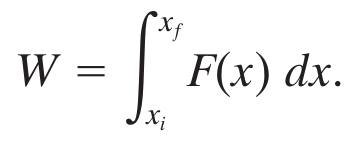 W = ∫_{x_i}^{x_f} F(x) dx.